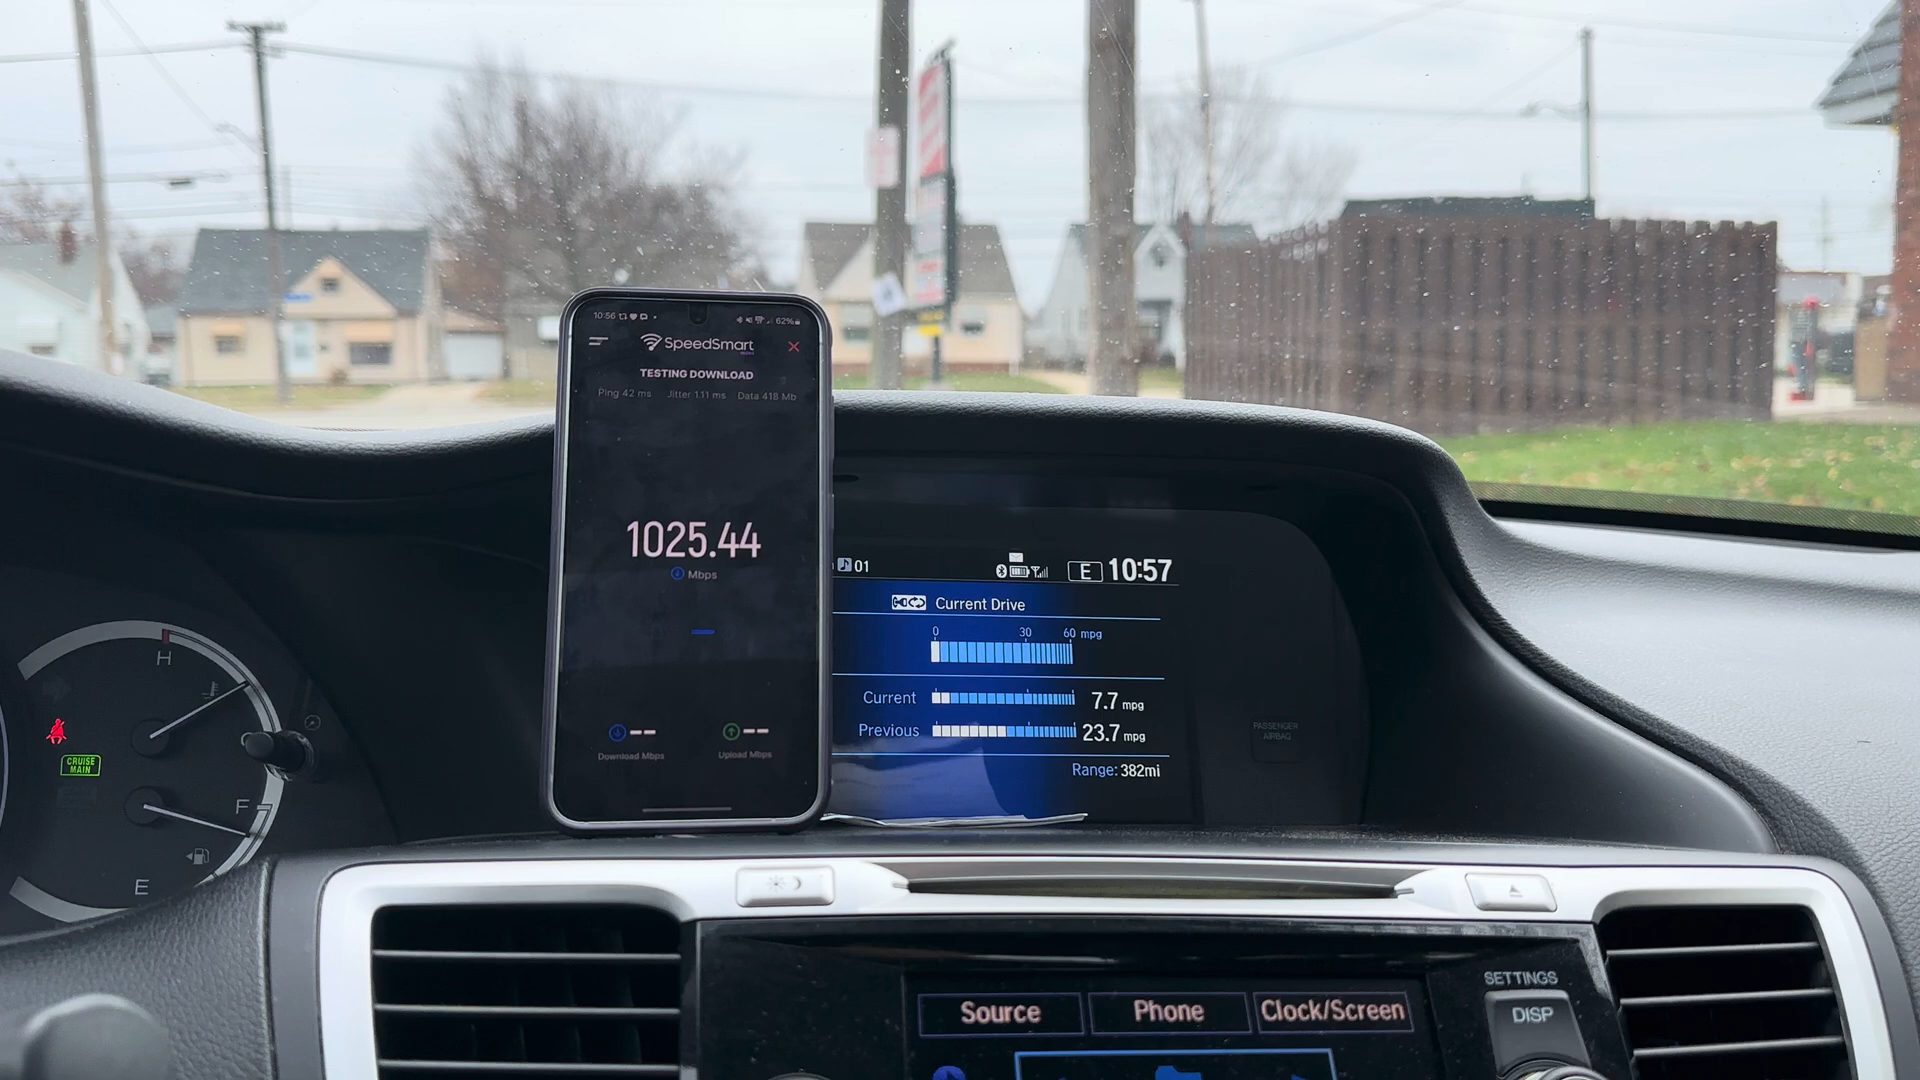 10:56
62%
SpeedSmart
TESTING DOWNLOAD
Ping 42 ms Jitter 1.11 ms Data 418 Mb
1025.44
Mbps
--
--
Download Mbps
Upload Mbps
01
E 10:57
Current Drive
0 30 60 mpg
Current 7.7 mpg
Previous 23.7 mpg
Range: 382mi
PASSENGER
AIRBAG
H
CRUISE
MAIN
F
E
SETTINGS
DISP
Source
Phone
Clock/Screen